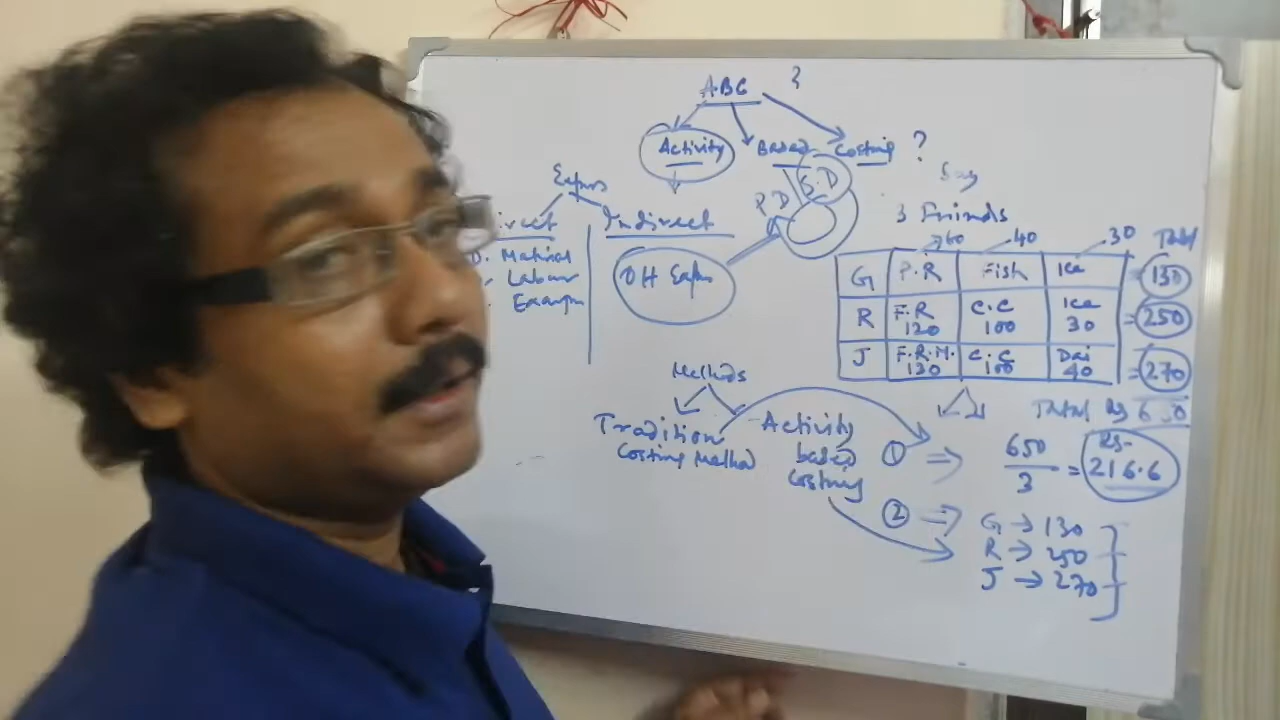 ABC ?
Activity Based Costing ?
Say
S.D
P.D
Indirect
D.
Labour
OH
3 Friends
60 40 30 Total
G P.R Fish Ice = 130
R F.R 120 C.C 100 Ice 30 = 250
J F.R.M. 130 C.C 100 Dai 40 = 270
Total Rs 650
Methods
Tradition
Costing Method
Activity
based
Costing
① ⇒ 650/3 = Rs. 216.6
② ⇒ G → 130
R → 250
J → 270